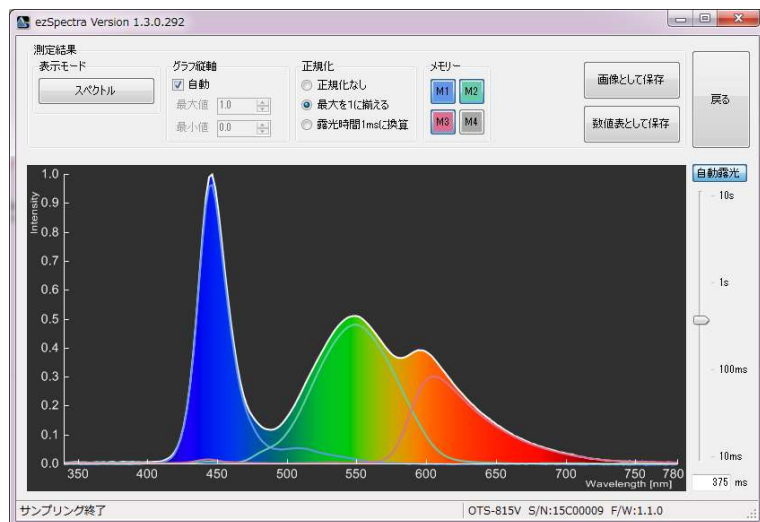 ezSpectra Version 1.3.0.292
測定結果
表示モード
スペクトル
グラフ縦軸
自動
最大値 1.0
最小値 0.0
正規化
正規化なし
最大を1に揃える
露光時間1msに換算
メモリー
M1 M2
M3 M4
画像として保存
数値表として保存
戻る
自動露光
10s
1s
100ms
10ms
375 ms
Intensity
1.0
0.9
0.8
0.7
0.6
0.5
0.4
0.3
0.2
0.1
0.0
350 400 450 500 550 600 650 700 750 780
Wavelength [nm]
サンプリング終了
OTS-815V S/N:15C00009 F/W:1.1.0